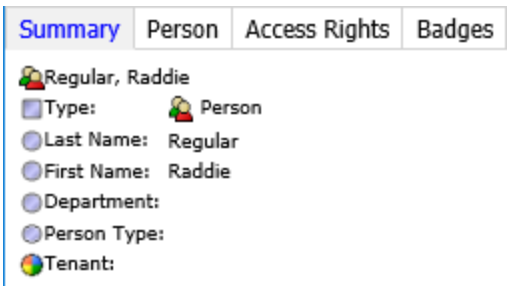 Summary Person Access Rights Badges
Regular, Raddie
Type: Person
Last Name: Regular
First Name: Raddie
Department:
Person Type:
Tenant: